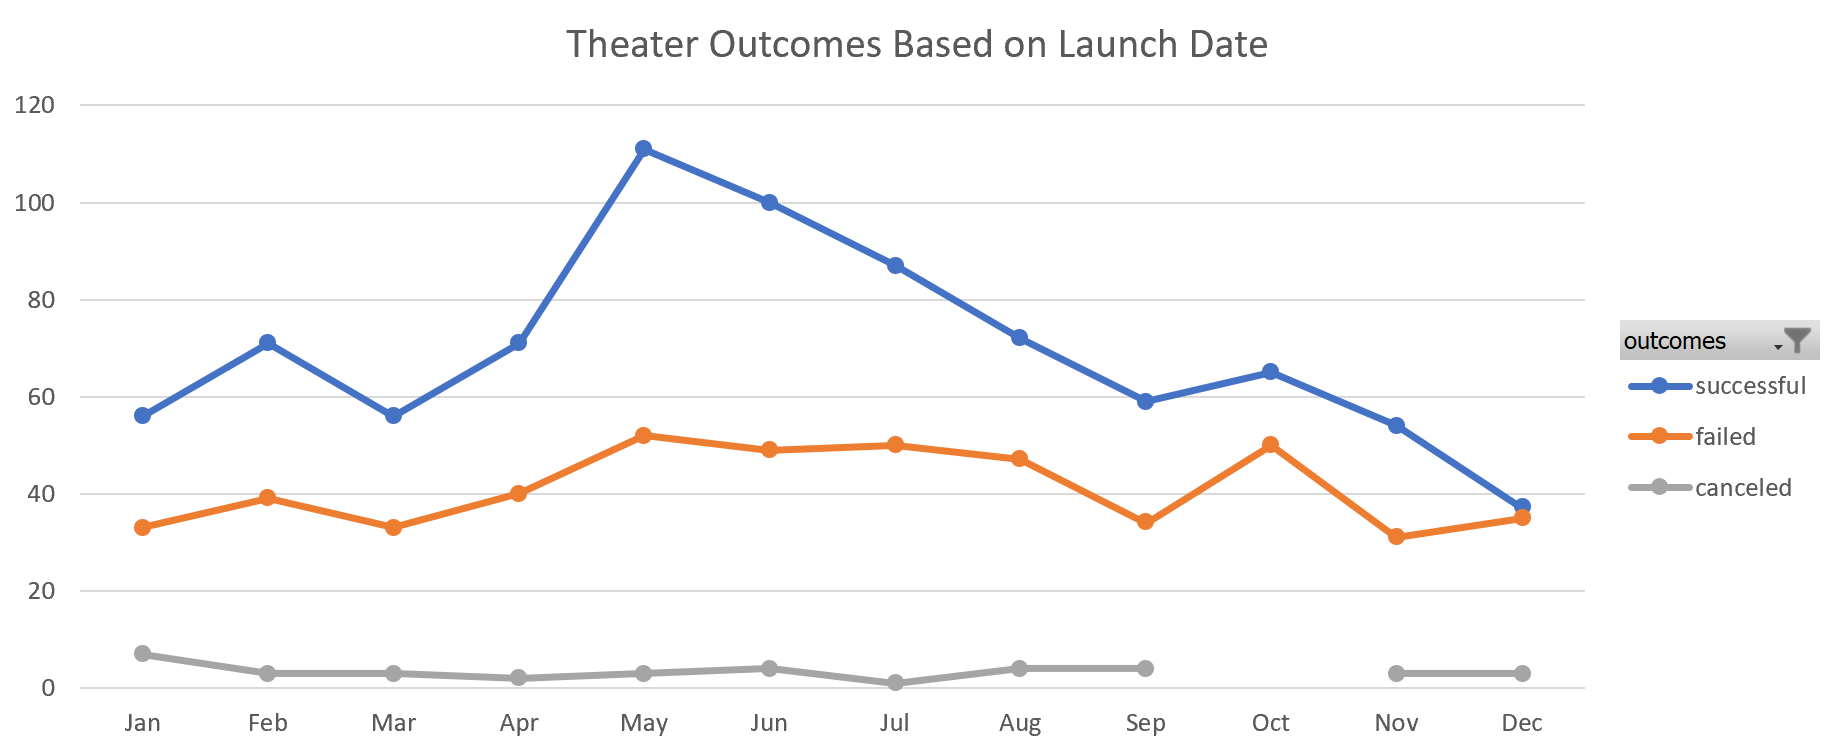 Theater Outcomes Based on Launch Date
120
100
80
60
40
20
0
Jan Feb Mar Apr May Jun Jul Aug Sep Oct Nov Dec
outcomes
successful
failed
canceled